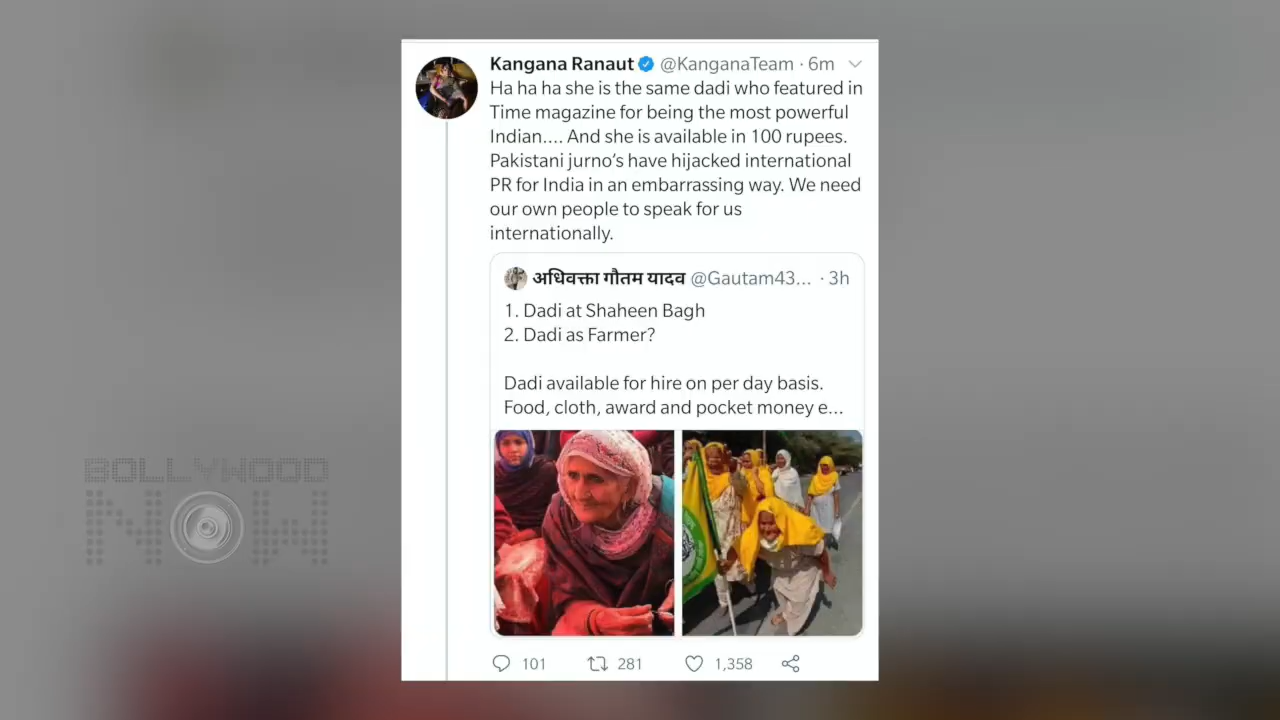 Kangana Ranaut @KanganaTeam · 6m
Ha ha ha she is the same dadi who featured in
Time magazine for being the most powerful
Indian.... And she is available in 100 rupees.
Pakistani jurno's have hijacked international
PR for India in an embarrassing way. We need
our own people to speak for us
internationally.
अधिवक्ता गौतम यादव @Gautam43... · 3h
1. Dadi at Shaheen Bagh
2. Dadi as Farmer?
Dadi available for hire on per day basis.
Food, cloth, award and pocket money e...
101 281 1,358
BOLLYWOOD
NOW